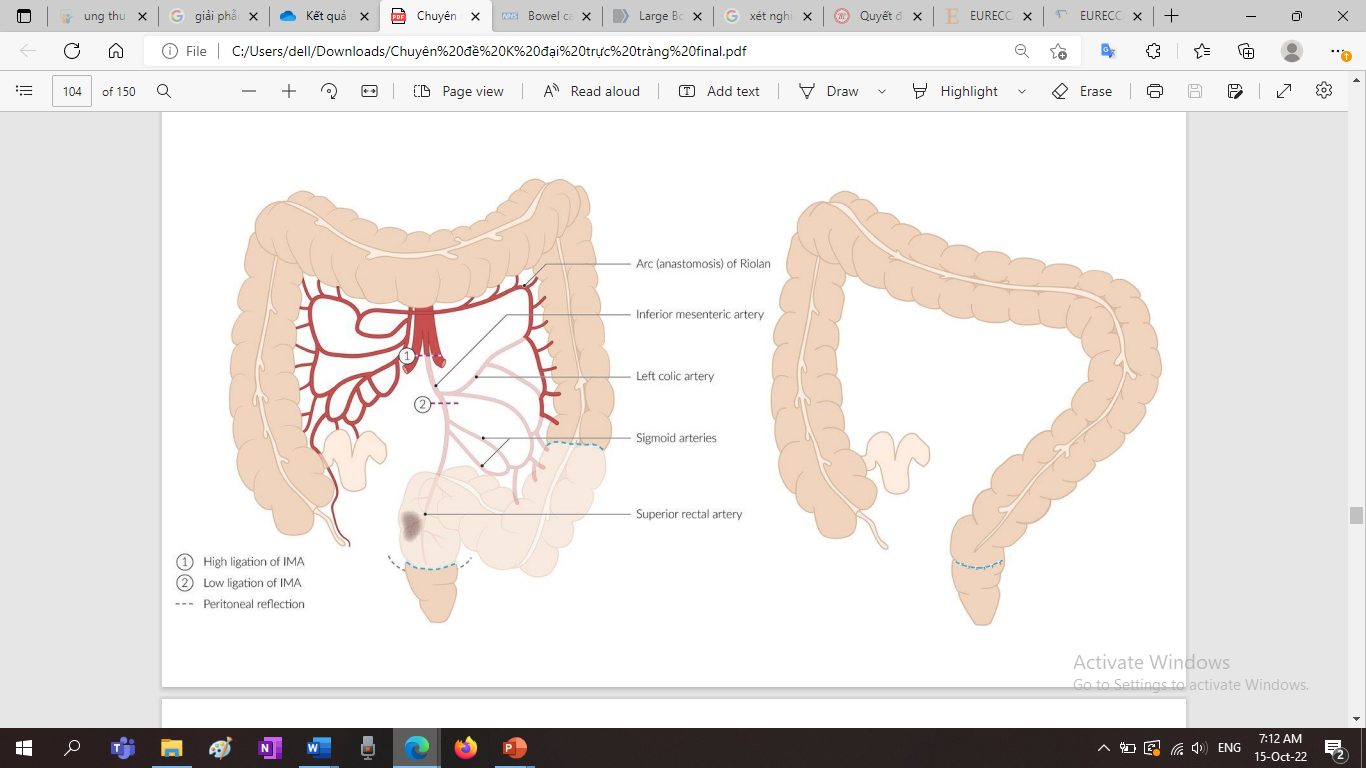 ung thu
giải phẫ
Kết quả
Chuyên
Bowel ca
Large Bo
xét nghi
Quyết đ
EURECCA
EURECCA
File
C:/Users/dell/Downloads/Chuyên%20đề%20K%20đại%20trực%20tràng%20final.pdf
104 of 150
Page view
Read aloud
Add text
Draw
Highlight
Erase
Arc (anastomosis) of Riolan
Inferior mesenteric artery
1
Left colic artery
2
Sigmoid arteries
Superior rectal artery
1 High ligation of IMA
2 Low ligation of IMA
Peritoneal reflection
Activate Windows
Go to Settings to activate Windows.
ENG
7:12 AM
15-Oct-22
2